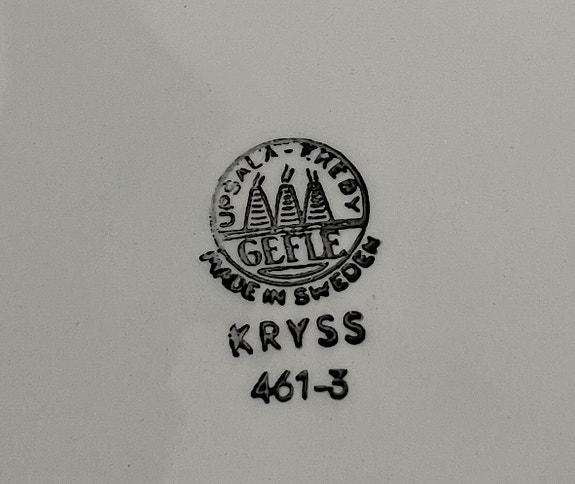 UPSALA-EKEBY
GEFLE
MADE IN SWEDEN
KRYSS
461-3